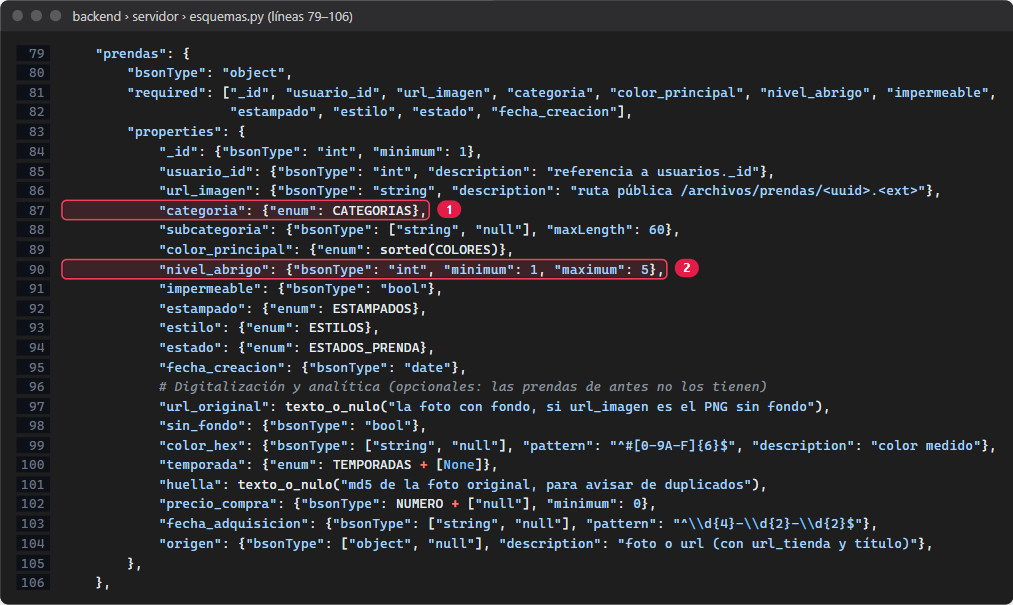 backend › servidor › esquemas.py (líneas 79–106)
79 "prendas": {
80 "bsonType": "object",
81 "required": ["_id", "usuario_id", "url_imagen", "categoria", "color_principal", "nivel_abrigo", "impermeable",
82 "estampado", "estilo", "estado", "fecha_creacion"],
83 "properties": {
84 "_id": {"bsonType": "int", "minimum": 1},
85 "usuario_id": {"bsonType": "int", "description": "referencia a usuarios._id"},
86 "url_imagen": {"bsonType": "string", "description": "ruta pública /archivos/prendas/<uuid>.<ext>"},
87 "categoria": {"enum": CATEGORIAS}, 1
88 "subcategoria": {"bsonType": ["string", "null"], "maxLength": 60},
89 "color_principal": {"enum": sorted(COLORES)},
90 "nivel_abrigo": {"bsonType": "int", "minimum": 1, "maximum": 5}, 2
91 "impermeable": {"bsonType": "bool"},
92 "estampado": {"enum": ESTAMPADOS},
93 "estilo": {"enum": ESTILOS},
94 "estado": {"enum": ESTADOS_PRENDA},
95 "fecha_creacion": {"bsonType": "date"},
96 # Digitalización y analítica (opcionales: las prendas de antes no los tienen)
97 "url_original": texto_o_nulo("la foto con fondo, si url_imagen es el PNG sin fondo"),
98 "sin_fondo": {"bsonType": "bool"},
99 "color_hex": {"bsonType": ["string", "null"], "pattern": "^#[0-9A-F]{6}$", "description": "color medido"},
100 "temporada": {"enum": TEMPORADAS + [None]},
101 "huella": texto_o_nulo("md5 de la foto original, para avisar de duplicados"),
102 "precio_compra": {"bsonType": NUMERO + ["null"], "minimum": 0},
103 "fecha_adquisicion": {"bsonType": ["string", "null"], "pattern": "^\\d{4}-\\d{2}-\\d{2}$"},
104 "origen": {"bsonType": ["object", "null"], "description": "foto o url (con url_tienda y título)"},
105 },
106 },